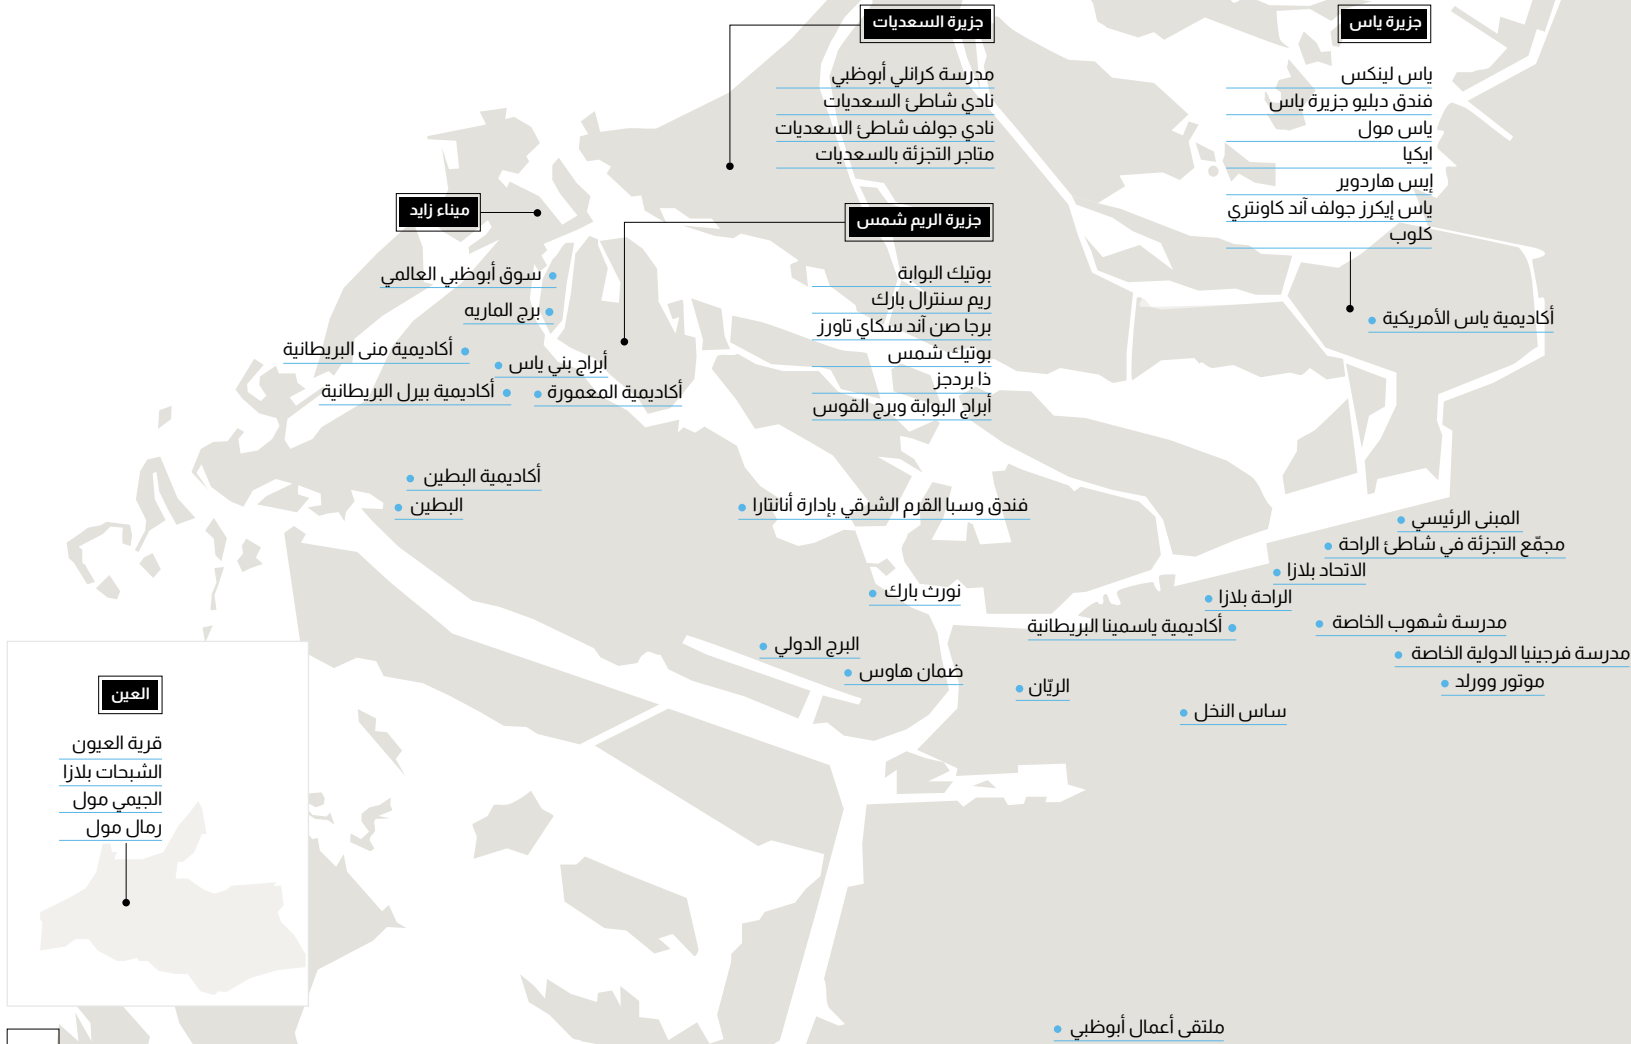 جزيرة ياس
ياس لينكس
فندق دبليو جزيرة ياس
ياس مول
ايكيا
إيس هاردوير
ياس إيكرز جولف آند كاونتري
كلوب
أكاديمية ياس الأمريكية
جزيرة السعديات
مدرسة كرانلي أبوظبي
نادي شاطئ السعديات
نادي جولف شاطئ السعديات
متاجر التجزئة بالسعديات
جزيرة الريم شمس
بوتيك البوابة
ريم سنترال بارك
برجا صن آند سكاي تاورز
بوتيك شمس
ذا بردجز
أبراج البوابة وبرج القوس
ميناء زايد
سوق أبوظبي العالمي
برج الماريه
أكاديمية منى البريطانية
أبراج بني ياس
أكاديمية المعمورة
أكاديمية بيرل البريطانية
أكاديمية البطين
البطين
فندق وسبا القرم الشرقي بإدارة أنانتارا
المبنى الرئيسي
مجمّع التجزئة في شاطئ الراحة
الاتحاد بلازا
الراحة بلازا
أكاديمية ياسمينا البريطانية
مدرسة شهوب الخاصة
مدرسة فرجينيا الدولية الخاصة
موتور وورلد
نورث بارك
البرج الدولي
ضمان هاوس
الريّان
ساس النخل
العين
قرية العيون
الشبحات بلازا
الجيمي مول
رمال مول
ملتقى أعمال أبوظبي